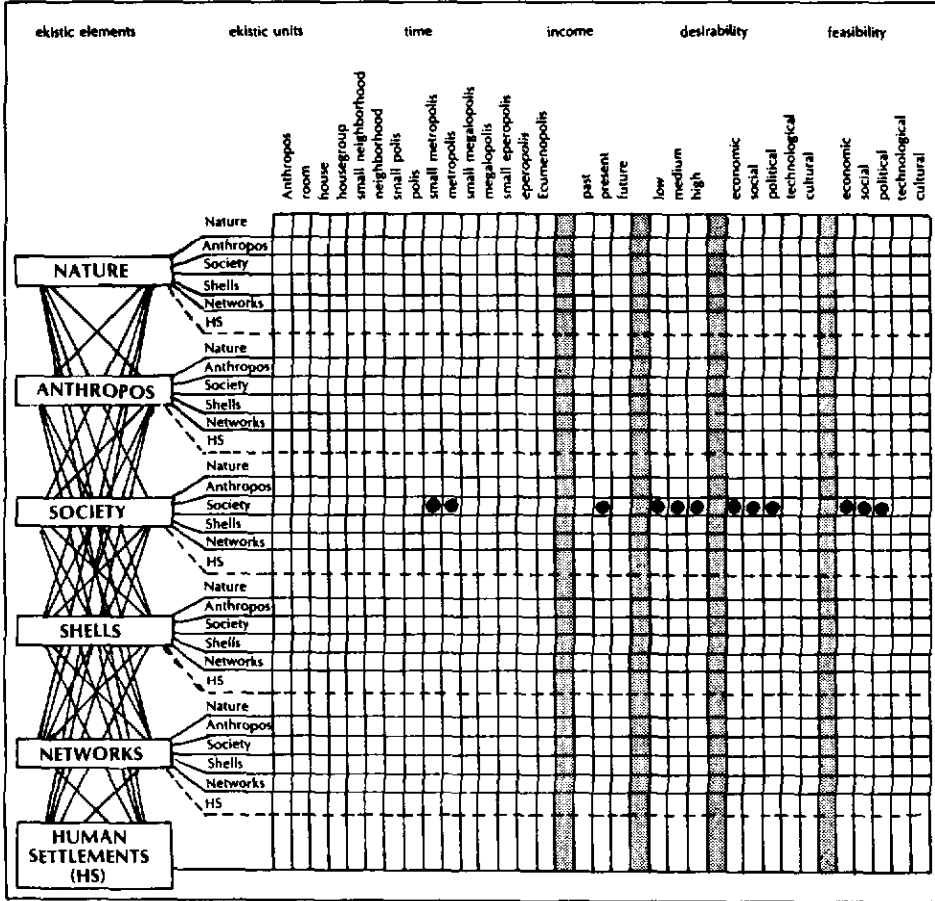 ekistic elements ekistic units time income desirability feasibility
Anthropos
room
house
housegroup
small neighborhood
neighborhood
small polis
polis
small metropolis
metropolis
small megalopolis
megalopolis
small eperopolis
eperopolis
Ecumenopolis
past
present
future
low
medium
high
economic
social
political
technological
cultural
economic
social
political
technological
cultural
NATURE
Nature
Anthropos
Society
Shells
Networks
HS
ANTHROPOS
Nature
Anthropos
Society
Shells
Networks
HS
SOCIETY
Nature
Anthropos
Society
Shells
Networks
HS
SHELLS
Nature
Anthropos
Society
Shells
Networks
HS
NETWORKS
Nature
Anthropos
Society
Shells
Networks
HS
HUMAN
SETTLEMENTS
(HS)